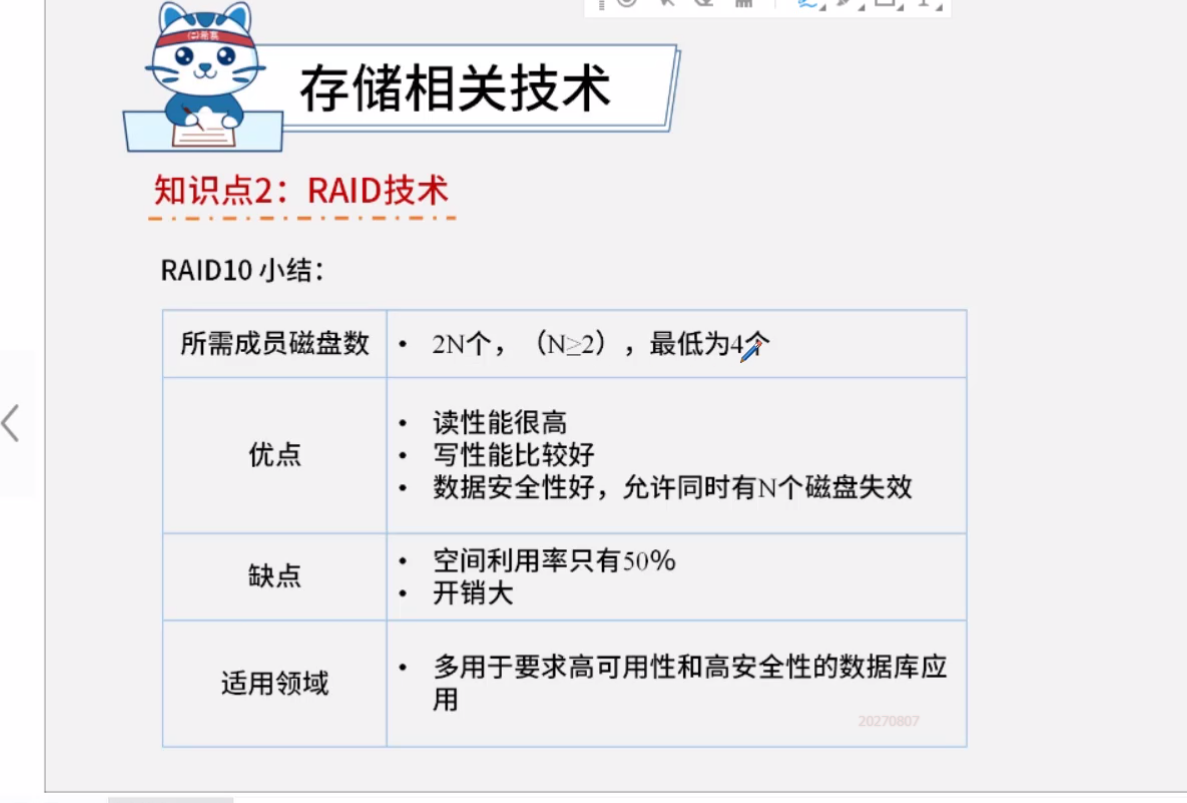 存储相关技术
知识点2：RAID技术
RAID10 小结：
所需成员磁盘数
• 2N个，（N≥2），最低为4个
优点
• 读性能很高
• 写性能比较好
• 数据安全性好，允许同时有N个磁盘失效
缺点
• 空间利用率只有50%
• 开销大
适用领域
• 多用于要求高可用性和高安全性的数据库应
用
20270807